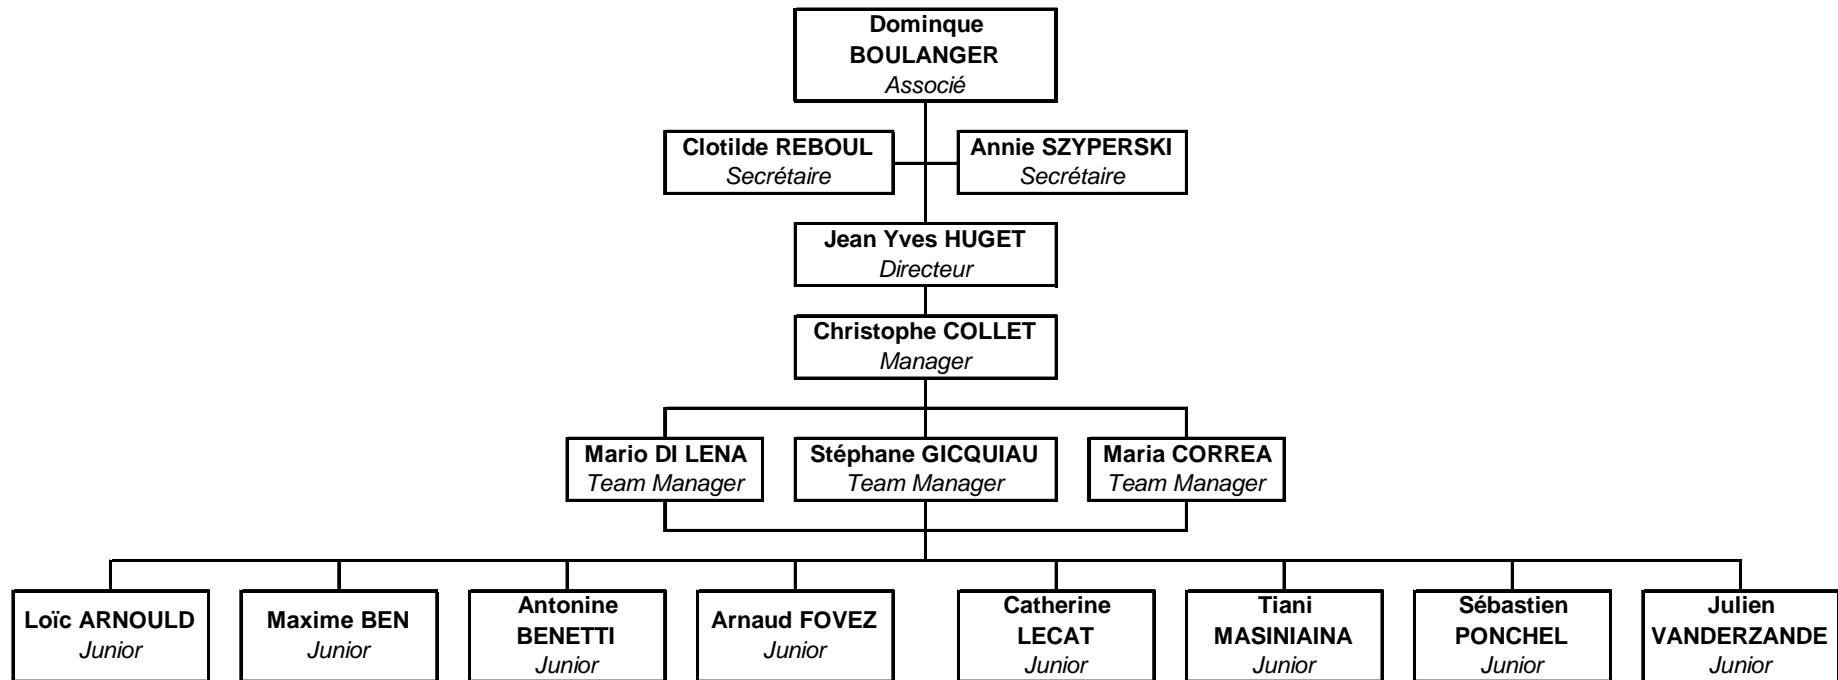 Dominque
BOULANGER
Associé
Clotilde REBOUL
Secrétaire
Annie SZYPERSKI
Secrétaire
Jean Yves HUGET
Directeur
Christophe COLLET
Manager
Mario DI LENA
Team Manager
Stéphane GICQUIAU
Team Manager
Maria CORREA
Team Manager
Loïc ARNOULD
Junior
Maxime BEN
Junior
Antonine
BENETTI
Junior
Arnaud FOVEZ
Junior
Catherine
LECAT
Junior
Tiani
MASINIAINA
Junior
Sébastien
PONCHEL
Junior
Julien
VANDERZANDE
Junior